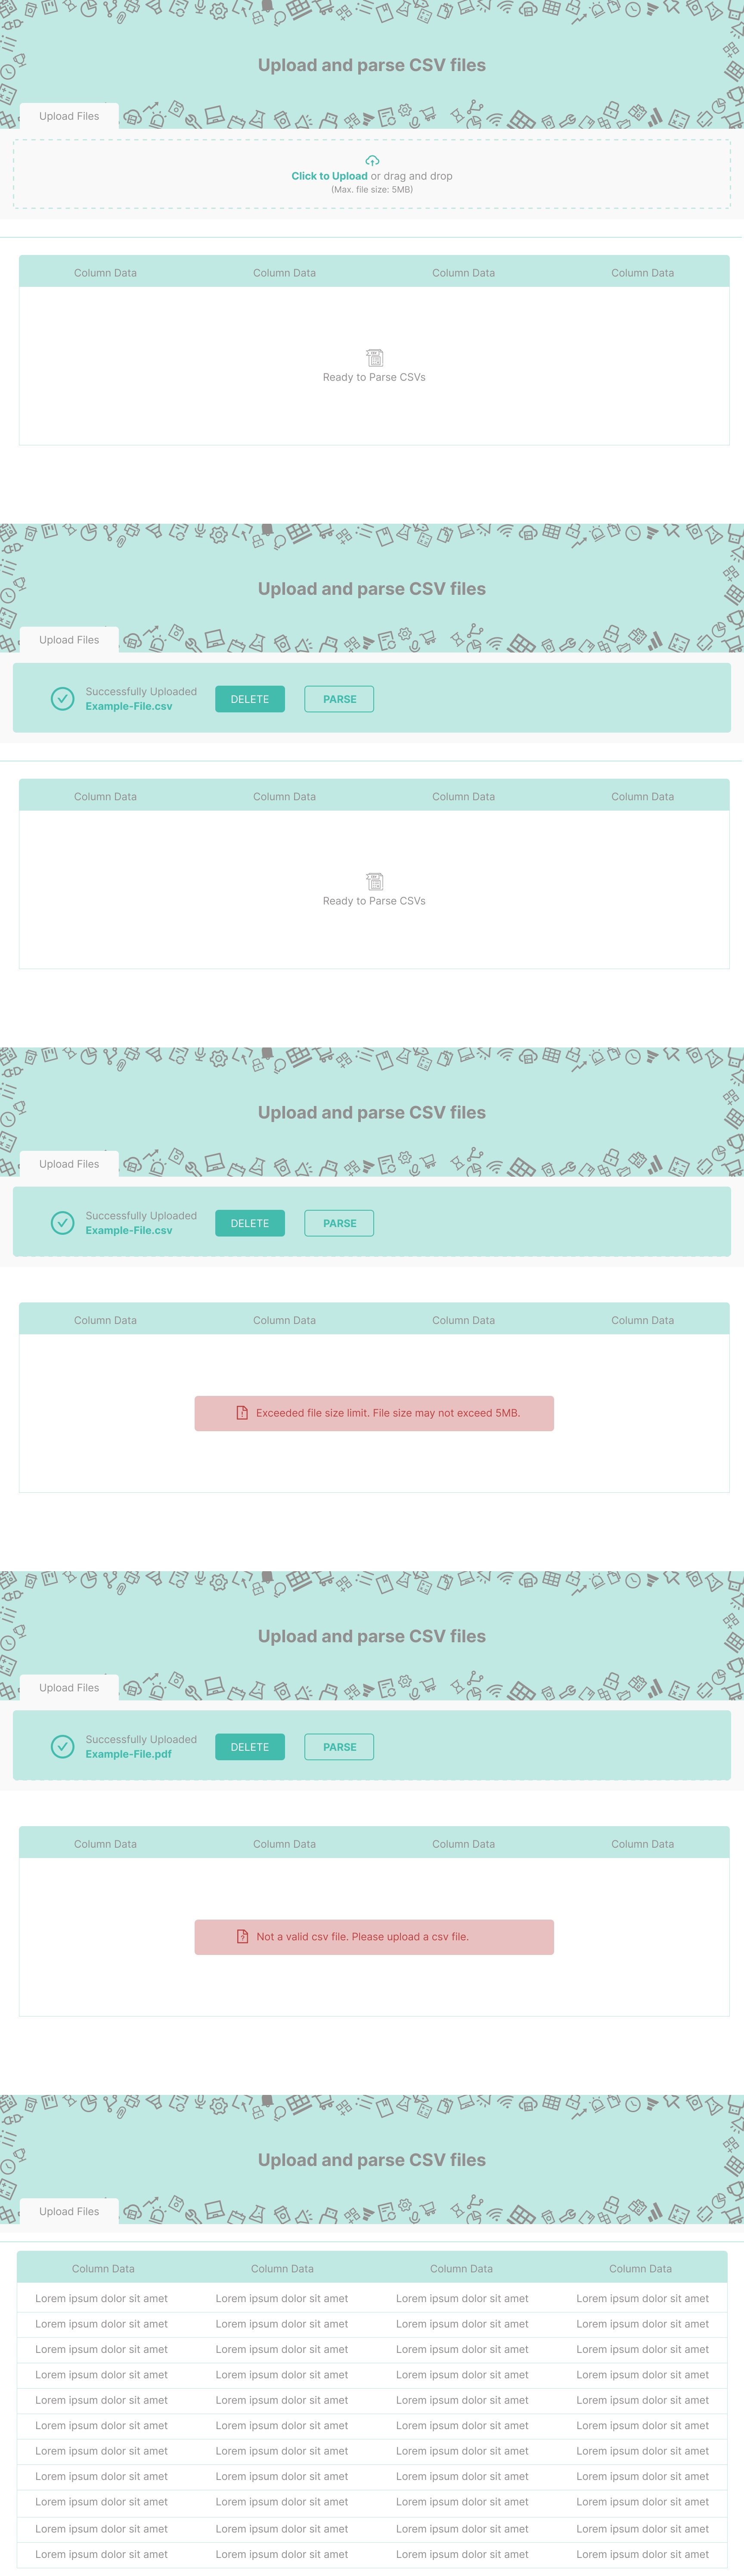 Upload and parse CSV files
Upload Files
Click to Upload or drag and drop
(Max. file size: 5MB)
Column Data Column Data Column Data Column Data
Ready to Parse CSVs
Upload and parse CSV files
Upload Files
Successfully Uploaded
Example-File.csv
DELETE PARSE
Column Data Column Data Column Data Column Data
Ready to Parse CSVs
Upload and parse CSV files
Upload Files
Successfully Uploaded
Example-File.csv
DELETE PARSE
Column Data Column Data Column Data Column Data
Exceeded file size limit. File size may not exceed 5MB.
Upload and parse CSV files
Upload Files
Successfully Uploaded
Example-File.pdf
DELETE PARSE
Column Data Column Data Column Data Column Data
Not a valid csv file. Please upload a csv file.
Upload and parse CSV files
Upload Files
Column Data Column Data Column Data Column Data
Lorem ipsum dolor sit amet Lorem ipsum dolor sit amet Lorem ipsum dolor sit amet Lorem ipsum dolor sit amet
Lorem ipsum dolor sit amet Lorem ipsum dolor sit amet Lorem ipsum dolor sit amet Lorem ipsum dolor sit amet
Lorem ipsum dolor sit amet Lorem ipsum dolor sit amet Lorem ipsum dolor sit amet Lorem ipsum dolor sit amet
Lorem ipsum dolor sit amet Lorem ipsum dolor sit amet Lorem ipsum dolor sit amet Lorem ipsum dolor sit amet
Lorem ipsum dolor sit amet Lorem ipsum dolor sit amet Lorem ipsum dolor sit amet Lorem ipsum dolor sit amet
Lorem ipsum dolor sit amet Lorem ipsum dolor sit amet Lorem ipsum dolor sit amet Lorem ipsum dolor sit amet
Lorem ipsum dolor sit amet Lorem ipsum dolor sit amet Lorem ipsum dolor sit amet Lorem ipsum dolor sit amet
Lorem ipsum dolor sit amet Lorem ipsum dolor sit amet Lorem ipsum dolor sit amet Lorem ipsum dolor sit amet
Lorem ipsum dolor sit amet Lorem ipsum dolor sit amet Lorem ipsum dolor sit amet Lorem ipsum dolor sit amet
Lorem ipsum dolor sit amet Lorem ipsum dolor sit amet Lorem ipsum dolor sit amet Lorem ipsum dolor sit amet
Lorem ipsum dolor sit amet Lorem ipsum dolor sit amet Lorem ipsum dolor sit amet Lorem ipsum dolor sit amet